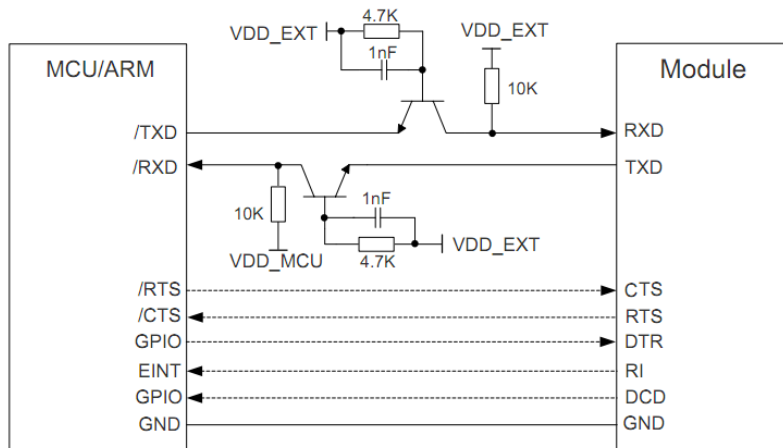 4.7K
VDD_EXT
VDD_EXT
1nF
MCU/ARM
Module
10K
/TXD
RXD
/RXD
TXD
1nF
10K
VDD_EXT
VDD_MCU
4.7K
/RTS
CTS
/CTS
RTS
GPIO
DTR
EINT
RI
GPIO
DCD
GND
GND